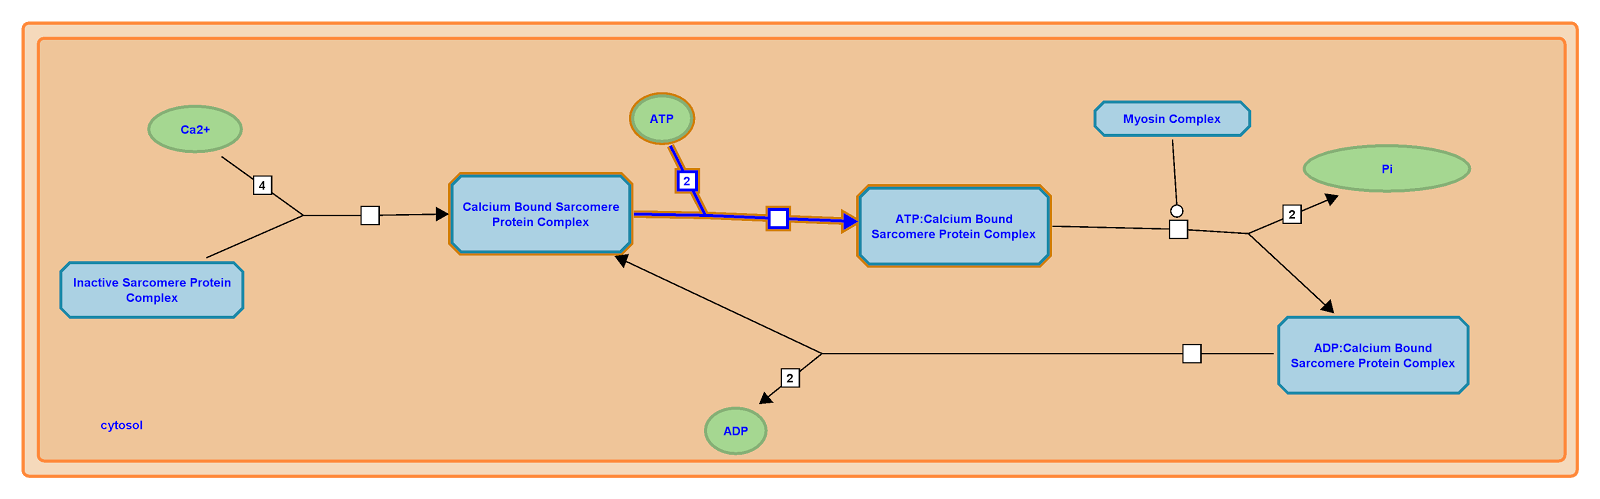 Ca2+
ATP
Myosin Complex
Pi
4
2
2
Calcium Bound Sarcomere
Protein Complex
ATP:Calcium Bound
Sarcomere Protein Complex
Inactive Sarcomere Protein
Complex
ADP:Calcium Bound
Sarcomere Protein Complex
2
ADP
cytosol